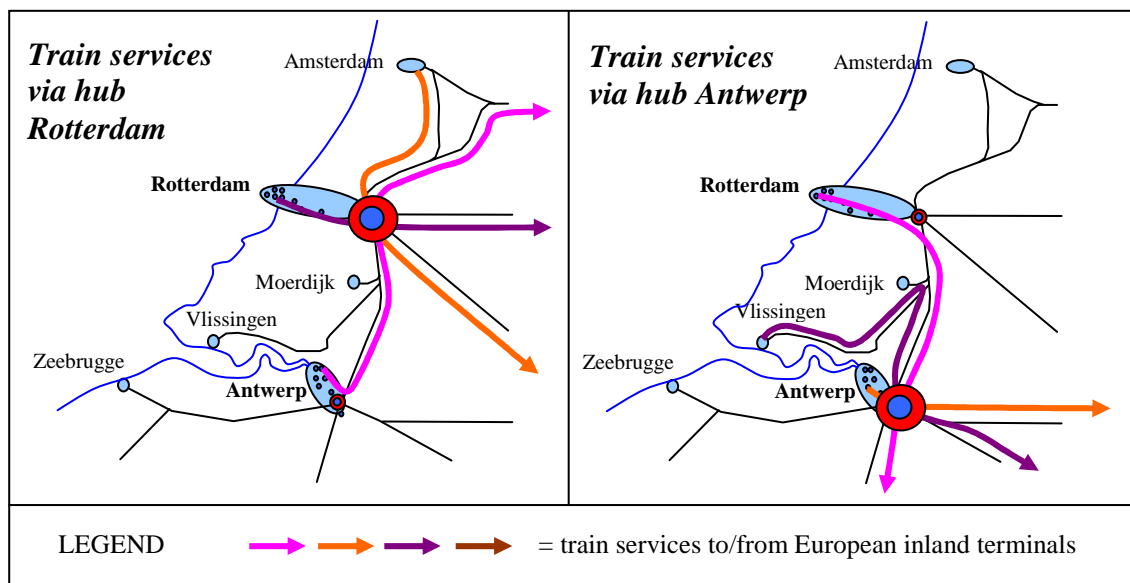 Train services
via hub
Rotterdam
Amsterdam
Rotterdam
Moerdijk
Vlissingen
Zeebrugge
Antwerp
Train services
via hub Antwerp
Amsterdam
Rotterdam
Moerdijk
Vlissingen
Zeebrugge
Antwerp
LEGEND = train services to/from European inland terminals